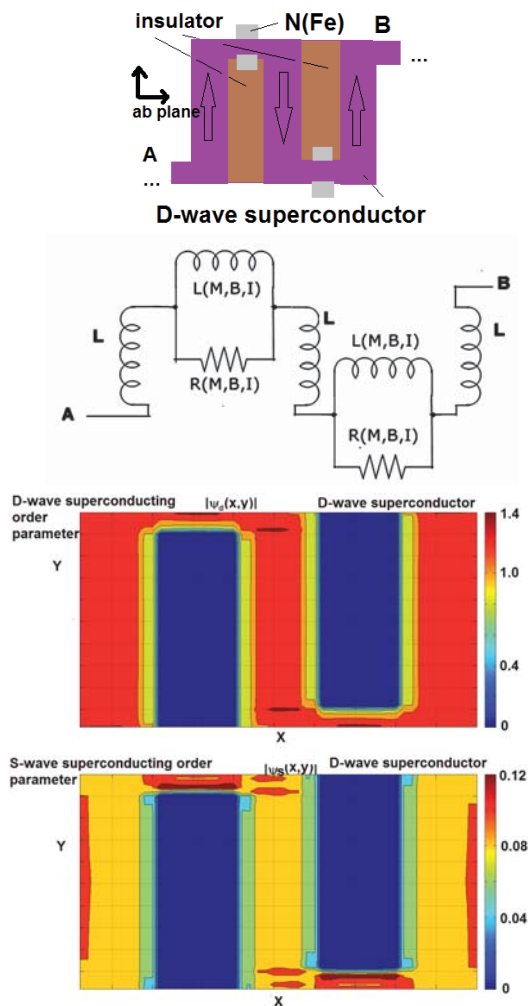 insulator N(Fe) B
...
ab plane
A
...
D-wave superconductor
L(M,B,I)
B
L
L
L(M,B,I)
L
R(M,B,I)
A
R(M,B,I)
D-wave superconducting |ψd(x,y)| D-wave superconductor
order
parameter
1.4
Y
1.0
0.4
0
X
S-wave superconducting order |ψs(x,y)| D-wave superconductor
parameter
0.12
Y
0.08
0.04
0
X